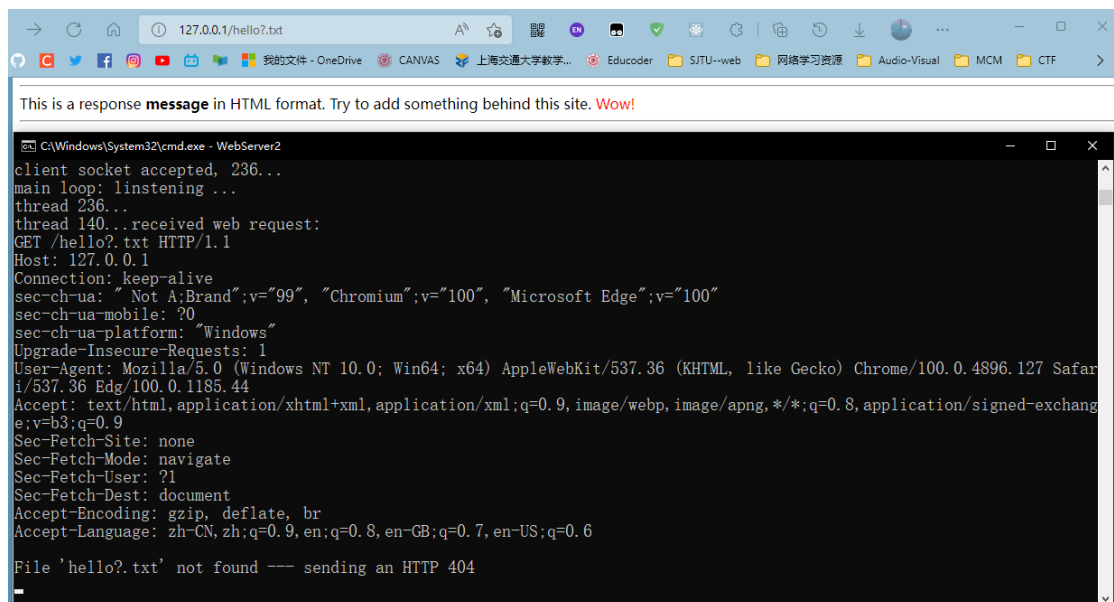 127.0.0.1/hello?.txt
EN
我的文件 - OneDrive CANVAS 上海交通大学教学... Educoder SJTU--web 网络学习资源 Audio-Visual MCM CTF
This is a response message in HTML format. Try to add something behind this site. Wow!
C:\Windows\System32\cmd.exe - WebServer2
client socket accepted, 236...
main loop: linstening ...
thread 236...
thread 140...received web request:
GET /hello?.txt HTTP/1.1
Host: 127.0.0.1
Connection: keep-alive
sec-ch-ua: " Not A;Brand";v="99", "Chromium";v="100", "Microsoft Edge";v="100"
sec-ch-ua-mobile: ?0
sec-ch-ua-platform: "Windows"
Upgrade-Insecure-Requests: 1
User-Agent: Mozilla/5.0 (Windows NT 10.0; Win64; x64) AppleWebKit/537.36 (KHTML, like Gecko) Chrome/100.0.4896.127 Safar
i/537.36 Edg/100.0.1185.44
Accept: text/html,application/xhtml+xml,application/xml;q=0.9,image/webp,image/apng,*/*;q=0.8,application/signed-exchang
e;v=b3;q=0.9
Sec-Fetch-Site: none
Sec-Fetch-Mode: navigate
Sec-Fetch-User: ?1
Sec-Fetch-Dest: document
Accept-Encoding: gzip, deflate, br
Accept-Language: zh-CN,zh;q=0.9,en;q=0.8,en-GB;q=0.7,en-US;q=0.6
File 'hello?.txt' not found --- sending an HTTP 404